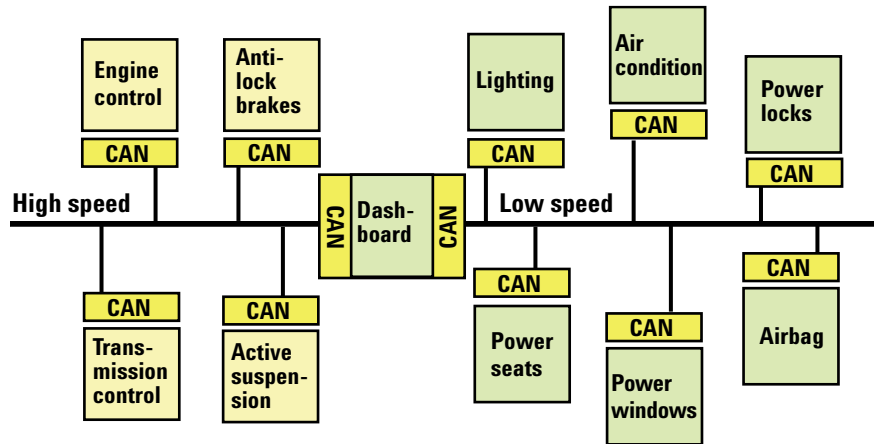 Engine
control
CAN
Anti-
lock
brakes
CAN
Lighting
CAN
Air
condition
CAN
Power
locks
CAN
High speed
CAN
Dash-
board
CAN
Low speed
CAN
Trans-
mission
control
CAN
Active
suspen-
sion
CAN
Power
seats
CAN
Power
windows
CAN
Airbag